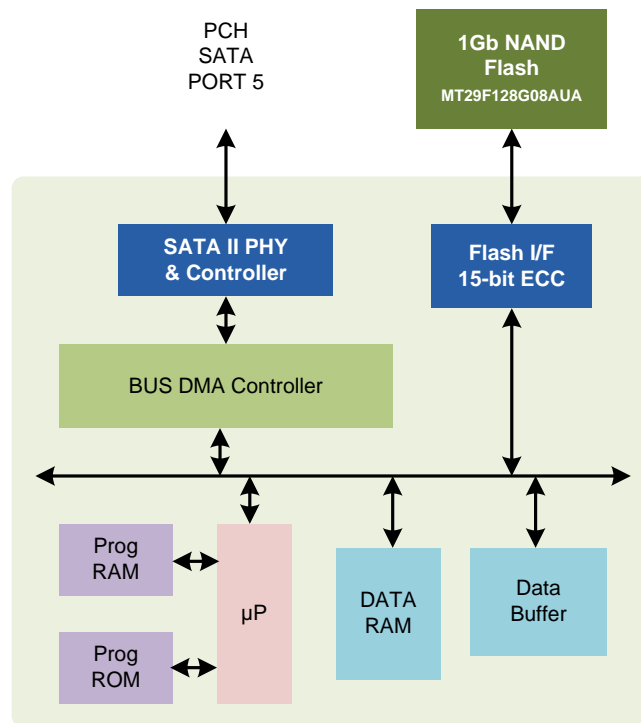 PCH
SATA
PORT 5
1Gb NAND
Flash
MT29F128G08AUA
SATA II PHY
& Controller
Flash I/F
15-bit ECC
BUS DMA Controller
Prog
RAM
µP
DATA
RAM
Data
Buffer
Prog
ROM